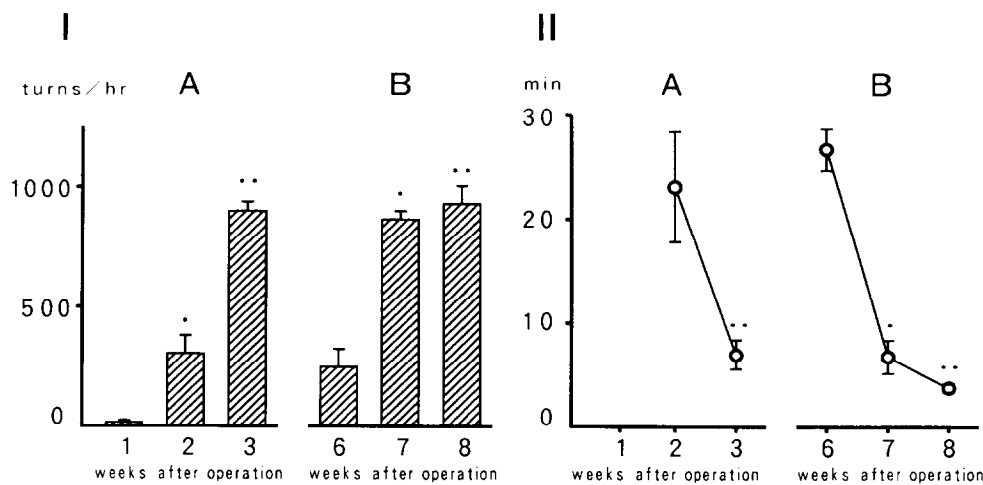 I
turns/hr A B
1000
500
0
1 2 3 6 7 8
weeks after operation weeks after operation
II
min A B
30
20
10
0
1 2 3 6 7 8
weeks after operation weeks after operation